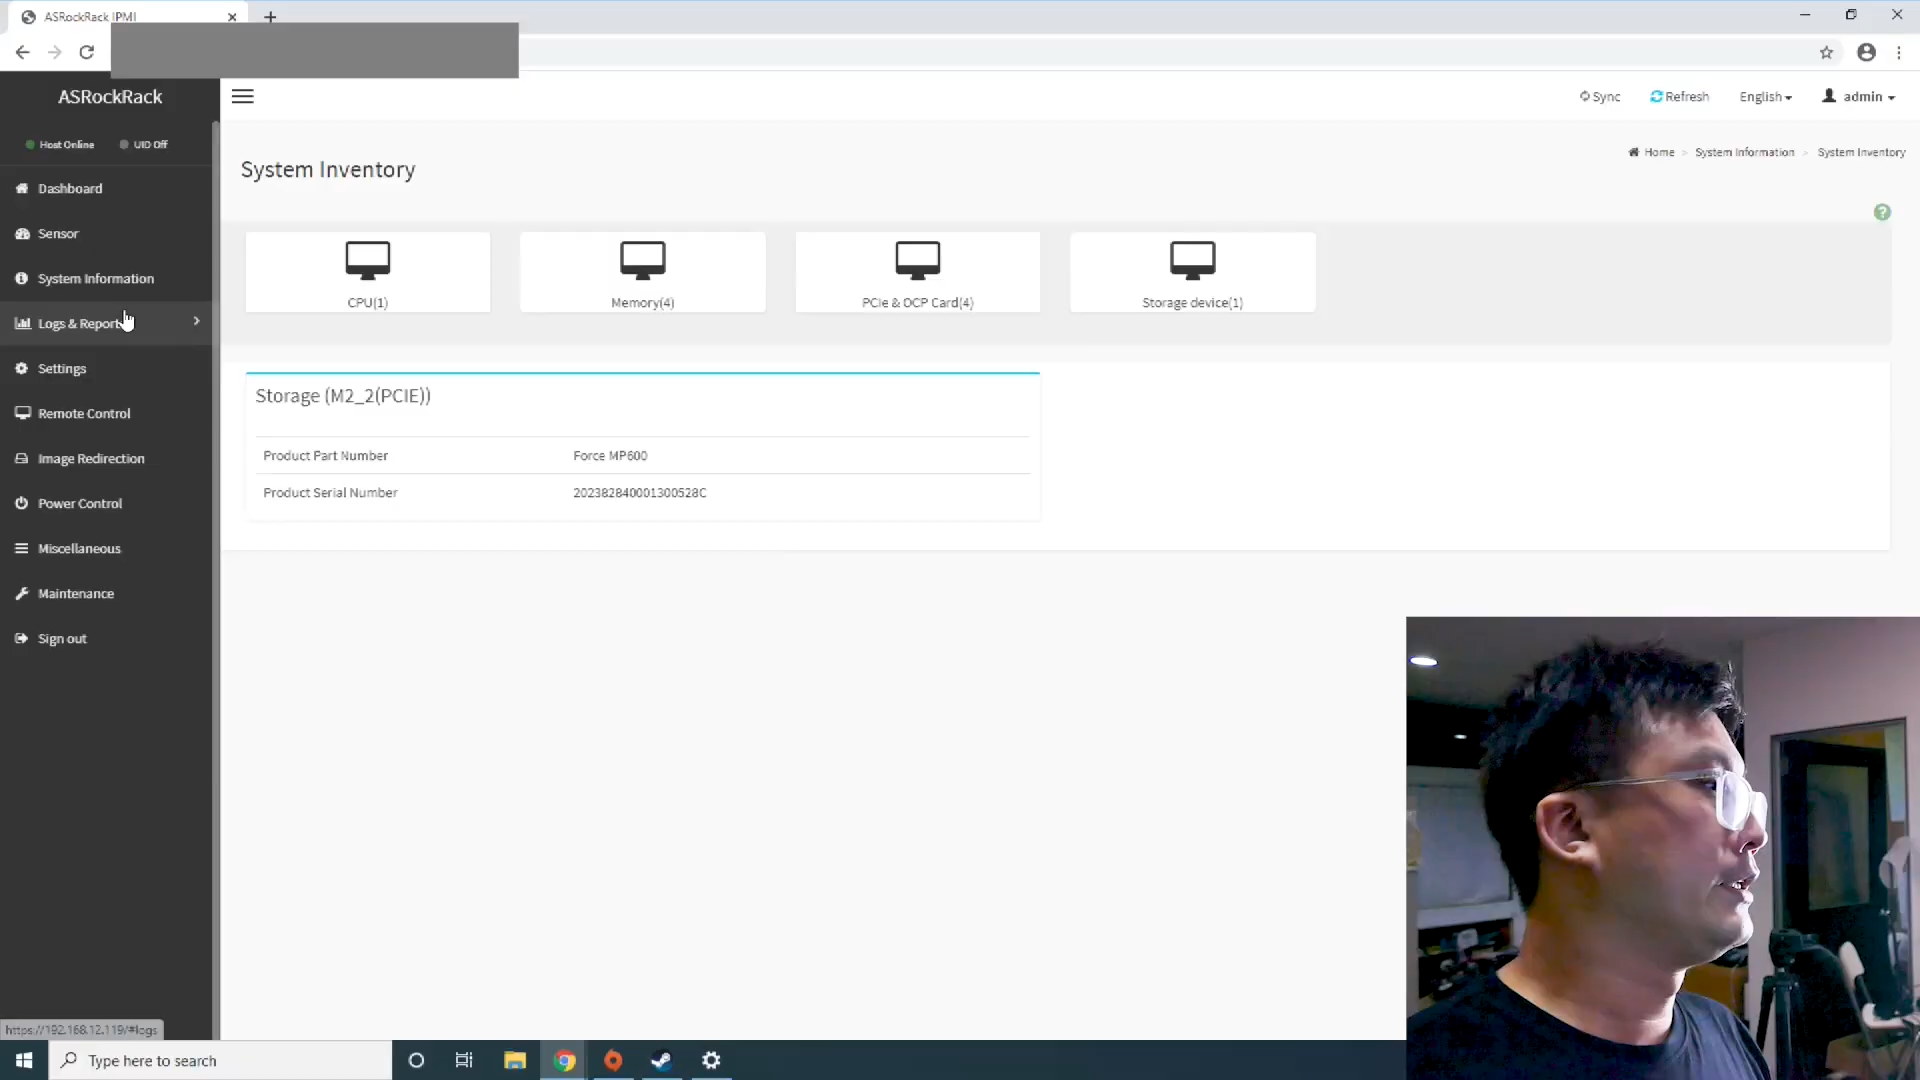 ASRockRack IPMI
ASRockRack
Host Online
UID Off
Sync
Refresh
English
admin
System Inventory
Home > System Information > System Inventory
Dashboard
Sensor
System Information
Logs & Report
Settings
Remote Control
Image Redirection
Power Control
Miscellaneous
Maintenance
Sign out
CPU(1)
Memory(4)
PCIe & OCP Card(4)
Storage device(1)
Storage (M2_2(PCIE))
Product Part Number Force MP600
Product Serial Number 202382840001300528C
https://192.168.12.119/#logs
Type here to search